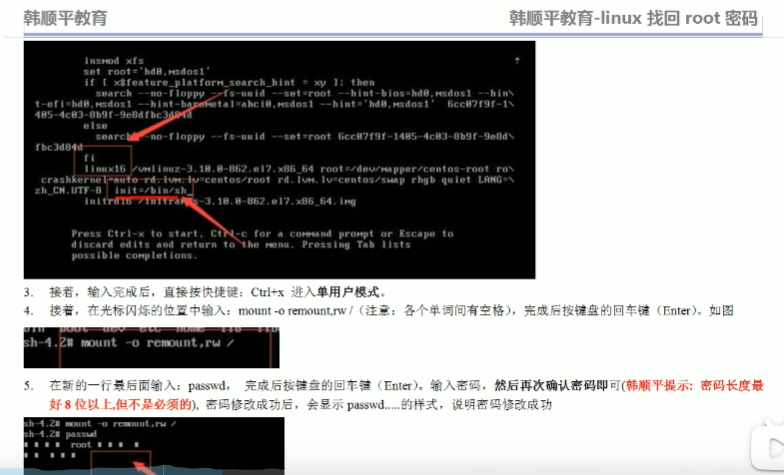 韩顺平教育
韩顺平教育-linux 找回 root 密码
insmod xfs
set root='hd0,msdos1'
if [ x$feature_platform_search_hint = xy ]; then
search --no-floppy --fs-uuid --set=root --hint-bios=hd0,msdos1 --hin\
t-efi=hd0,msdos1 --hint-baremetal=ahci0,msdos1 --hint='hd0,msdos1' 6cc07f9f-1\
405-4c03-8b9f-9e8dfbc3d84d
else
search --no-floppy --fs-uuid --set=root 6cc07f9f-1405-4c03-8b9f-9e8d\
fbc3d84d
fi
linux16 /vmlinuz-3.10.0-862.el7.x86_64 root=/dev/mapper/centos-root ro\
crashkernel=auto rd.lvm.lv=centos/root rd.lvm.lv=centos/swap rhgb quiet LANG=\
zh_CN.UTF-8 init=/bin/sh_
initrd16 /initramfs-3.10.0-862.el7.x86_64.img
Press Ctrl-x to start, Ctrl-c for a command prompt or Escape to
discard edits and return to the menu. Pressing Tab lists
possible completions.
3. 接着，输入完成后，直接按快捷键：Ctrl+x 进入单用户模式。
4. 接着，在光标闪烁的位置中输入：mount -o remount,rw /（注意：各个单词间有空格），完成后按键盘的回车键（Enter）。如图
sh-4.2# mount -o remount,rw /
5. 在新的一行最后面输入：passwd， 完成后按键盘的回车键（Enter）。输入密码，然后再次确认密码即可(韩顺平提示: 密码长度最
好 8 位以上,但不是必须的), 密码修改成功后，会显示 passwd.....的样式，说明密码修改成功
sh-4.2# mount -o remount,rw /
sh-4.2# passwd
root